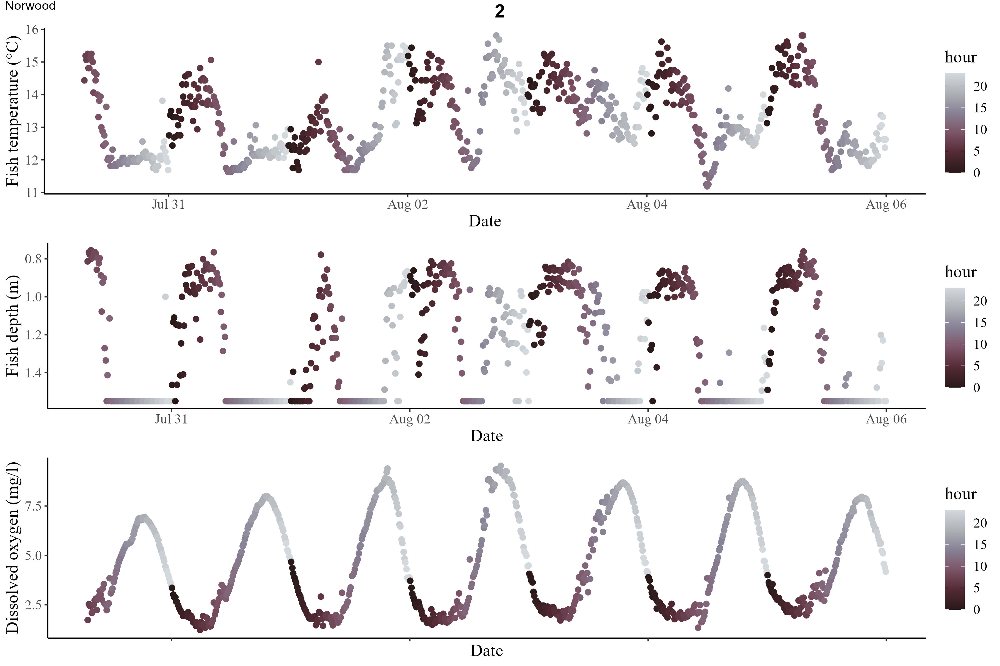 Norwood
2
Fish temperature (°C)
16
15
14
13
12
11
Jul 31
Aug 02
Aug 04
Aug 06
Date
hour
20
15
10
5
0
Fish depth (m)
0.8
1.0
1.2
1.4
Jul 31
Aug 02
Aug 04
Aug 06
Date
hour
20
15
10
5
0
Dissolved oxygen (mg/l)
7.5
5.0
2.5
Date
hour
20
15
10
5
0